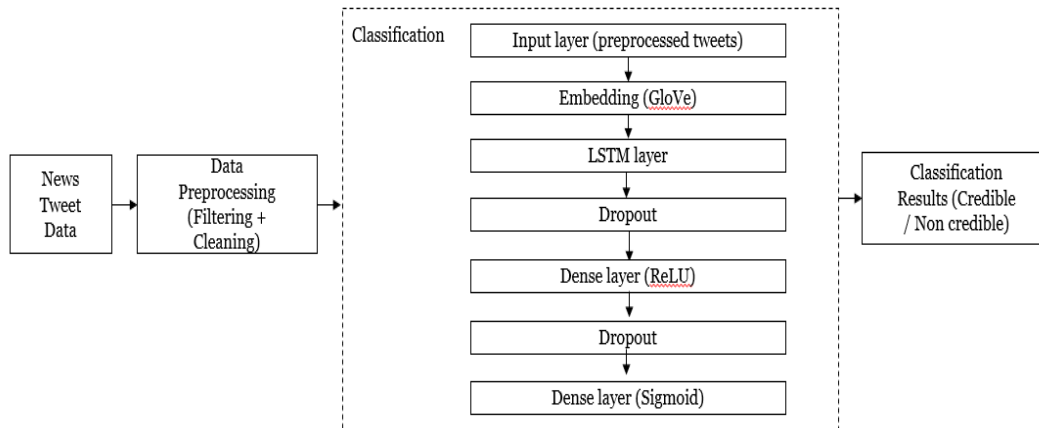 News
Tweet
Data
Data
Preprocessing
(Filtering +
Cleaning)
Classification
Input layer (preprocessed tweets)
Embedding (GloVe)
LSTM layer
Dropout
Dense layer (ReLU)
Dropout
Dense layer (Sigmoid)
Classification
Results (Credible
/ Non credible)